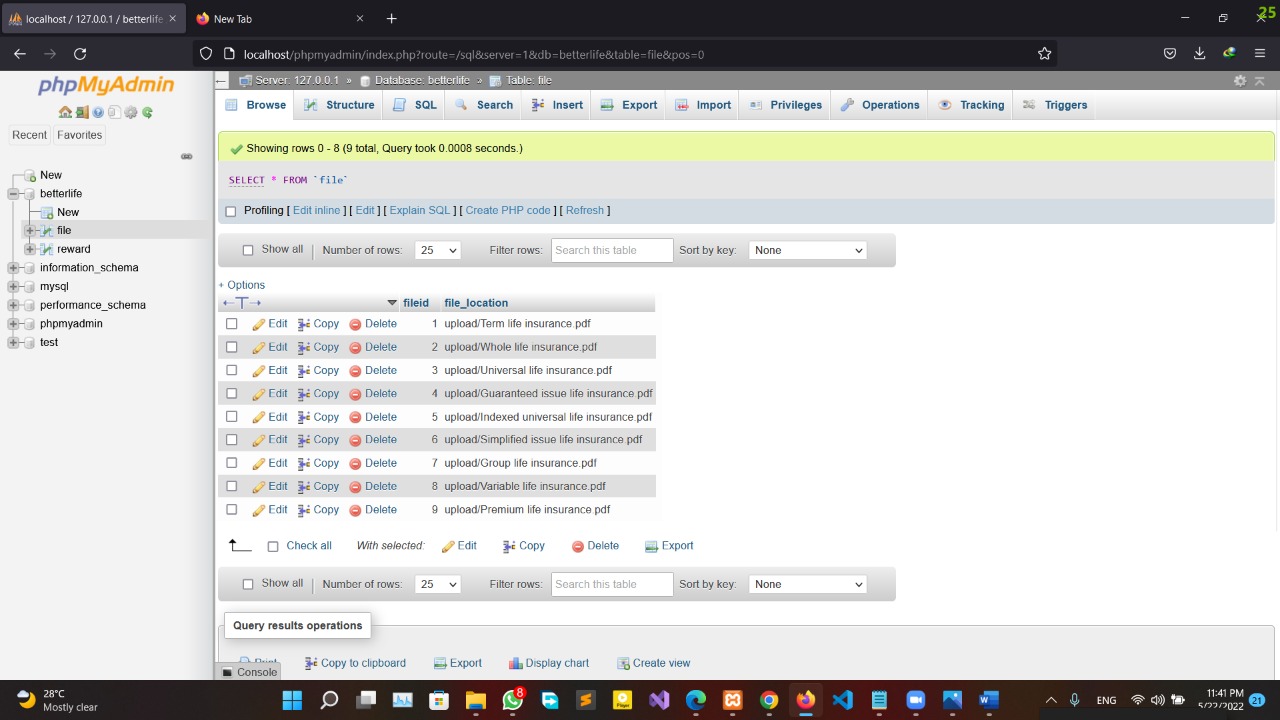 25
localhost / 127.0.0.1 / betterlife
New Tab
localhost/phpmyadmin/index.php?route=/sql&server=1&db=betterlife&table=file&pos=0
phpMyAdmin
Recent Favorites
New
betterlife
New
file
reward
information_schema
mysql
performance_schema
phpmyadmin
test
Server: 127.0.0.1 » Database: betterlife » Table: file
Browse Structure SQL Search Insert Export Import Privileges Operations Tracking Triggers
Showing rows 0 - 8 (9 total, Query took 0.0008 seconds.)
SELECT * FROM `file`
Profiling [ Edit inline ] [ Edit ] [ Explain SQL ] [ Create PHP code ] [ Refresh ]
Show all Number of rows: 25 Filter rows: Search this table Sort by key: None
+ Options
fileid file_location
Edit Copy Delete 1 upload/Term life insurance.pdf
Edit Copy Delete 2 upload/Whole life insurance.pdf
Edit Copy Delete 3 upload/Universal life insurance.pdf
Edit Copy Delete 4 upload/Guaranteed issue life insurance.pdf
Edit Copy Delete 5 upload/Indexed universal life insurance.pdf
Edit Copy Delete 6 upload/Simplified issue life insurance.pdf
Edit Copy Delete 7 upload/Group life insurance.pdf
Edit Copy Delete 8 upload/Variable life insurance.pdf
Edit Copy Delete 9 upload/Premium life insurance.pdf
Check all With selected: Edit Copy Delete Export
Show all Number of rows: 25 Filter rows: Search this table Sort by key: None
Query results operations
Print Copy to clipboard Export Display chart Create view
Console
28°C
Mostly clear
8
Player
ENG
11:41 PM
5/22/2022
21